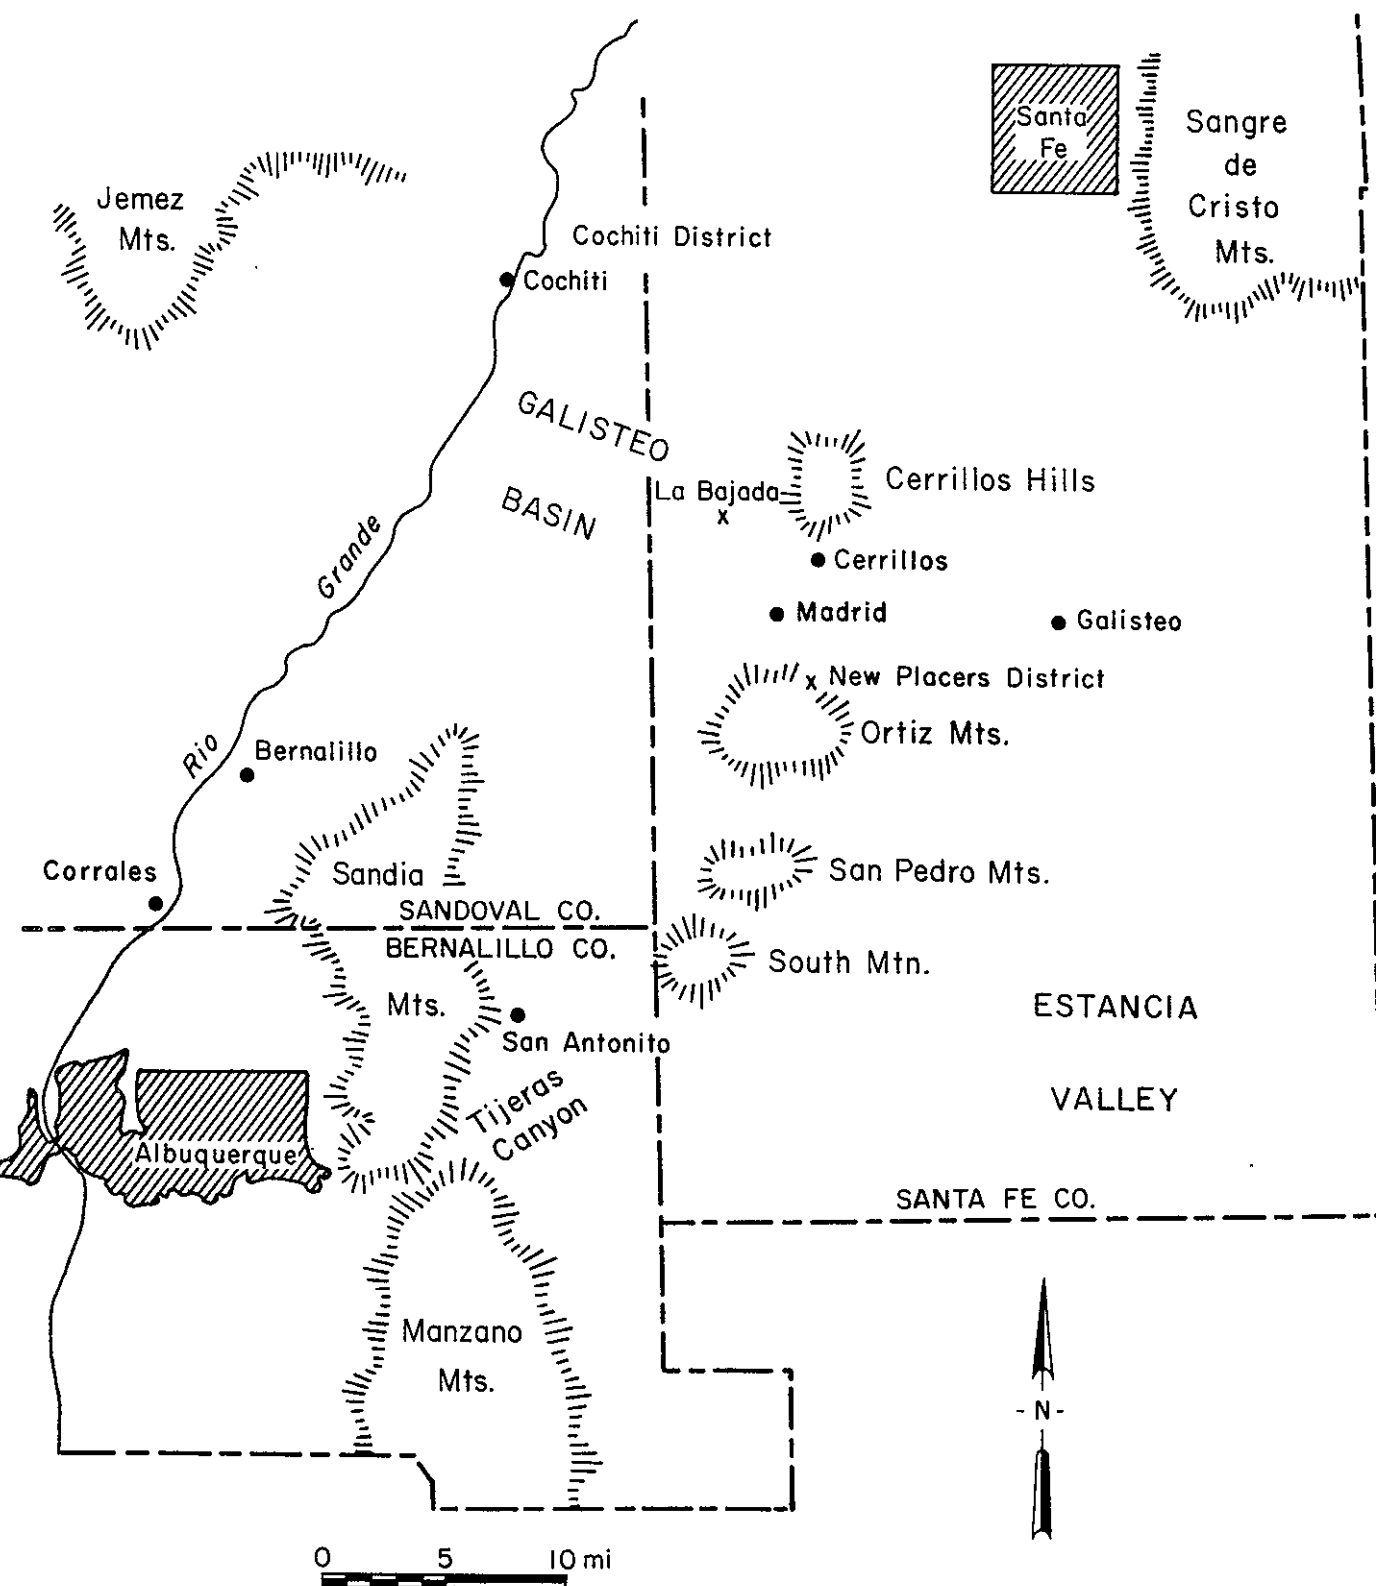 Santa
Fe
Sangre
de
Cristo
Mts.
Jemez
Mts.
Cochiti District
Cochiti
GALISTEO
BASIN
La Bajada
x
Cerrillos Hills
Cerrillos
Madrid
Galisteo
x New Placers District
Ortiz Mts.
Rio Grande
Bernalillo
Corrales
Sandia
Mts.
San Pedro Mts.
SANDOVAL CO.
BERNALILLO CO.
South Mtn.
San Antonito
ESTANCIA
VALLEY
Tijeras
Canyon
Albuquerque
SANTA FE CO.
Manzano
Mts.
- N -
0 5 10 mi